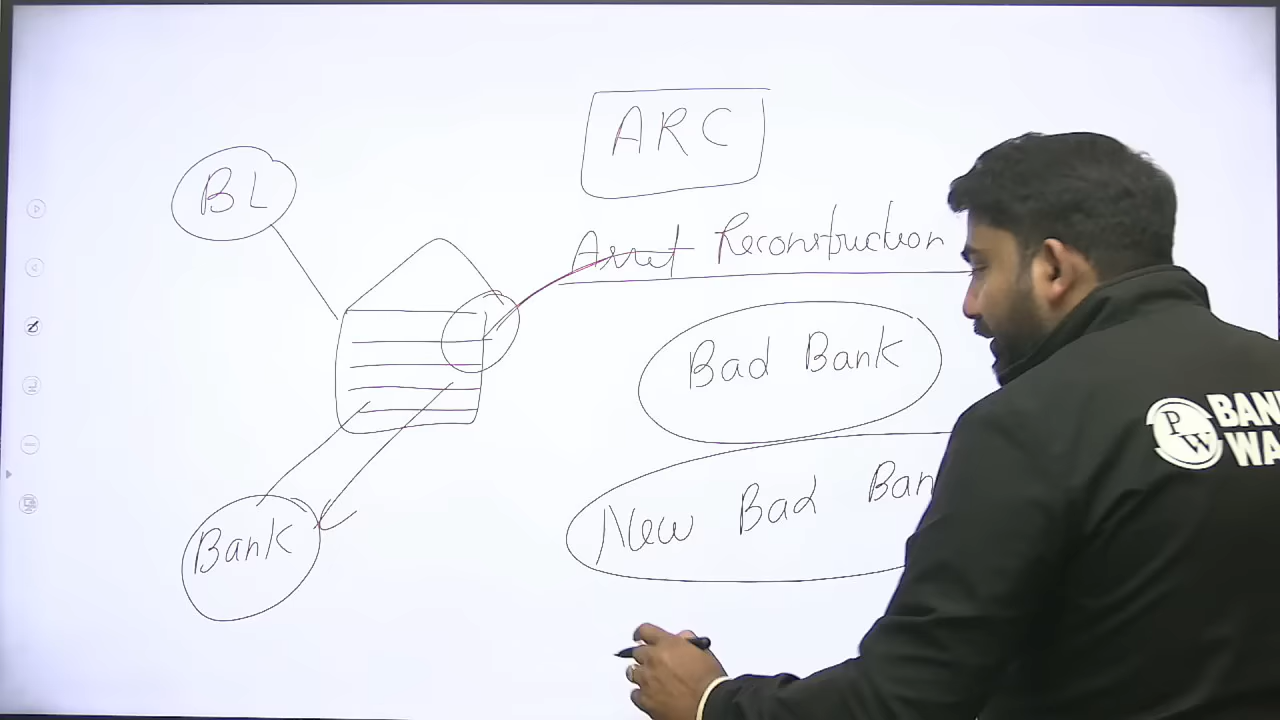 ARC
BL
Asset Reconstruction
Bad Bank
New Bad Ban
Bank
PW
BAN
WA